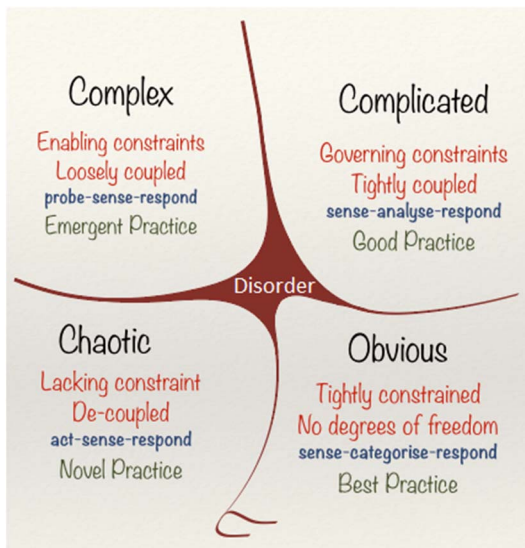 Complex
Enabling constraints
Loosely coupled
probe-sense-respond
Emergent Practice
Complicated
Governing constraints
Tightly coupled
sense-analyse-respond
Good Practice
Disorder
Chaotic
Lacking constraint
De-coupled
act-sense-respond
Novel Practice
Obvious
Tightly constrained
No degrees of freedom
sense-categorise-respond
Best Practice